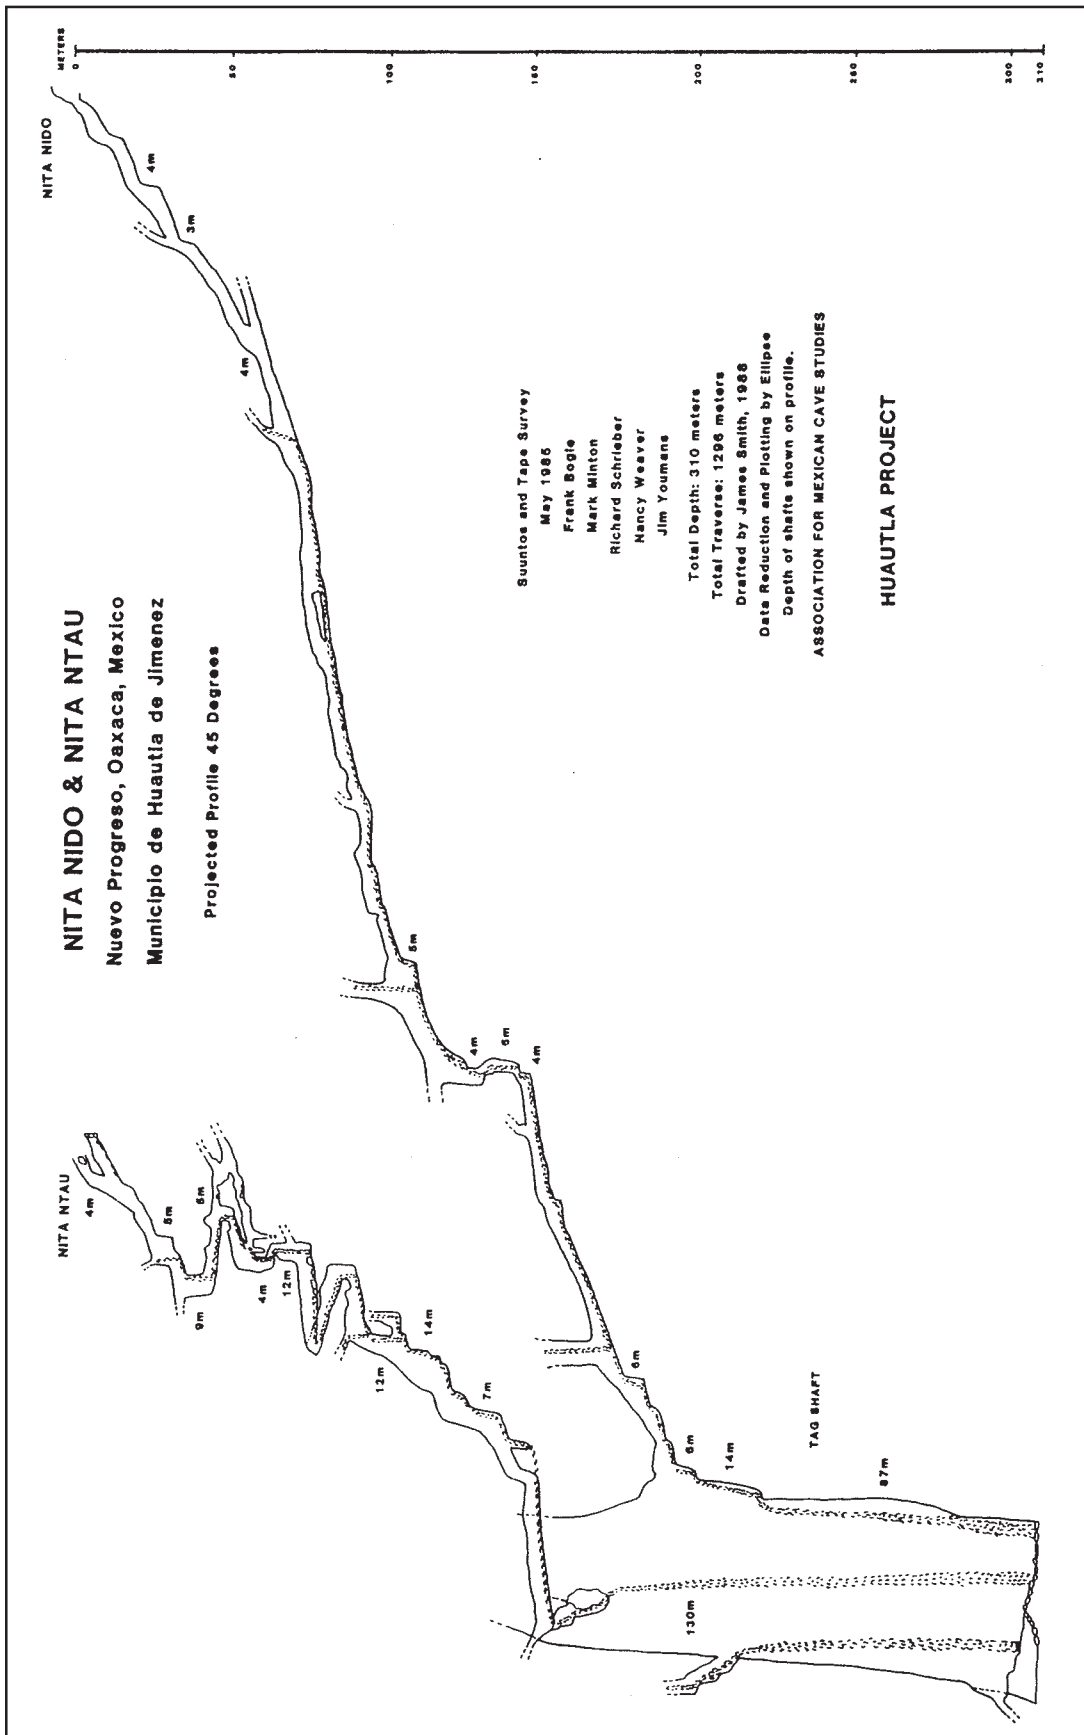 NITA NIDO & NITA NTAU
Nuevo Progreso, Oaxaca, Mexico
Municipio de Huautla de Jimenez
Projected Profile 45 Degrees
METERS
0
50
100
150
200
250
300
310
NITA NIDO
4m
3m
4m
5m
4m
6m
4m
6m
6m
14m
87m
TAG SHAFT
130m
NITA NTAU
4m
5m
9m
5m
4m
12m
12m
14m
7m
Suuntos and Tape Survey
May 1985
Frank Bogle
Mark Minton
Richard Schrieber
Nancy Weaver
Jim Youmans
Total Depth: 310 meters
Total Traverse: 1296 meters
Drafted by James Smith, 1988
Data Reduction and Plotting by Ellipse
Depth of shafts shown on profile.
ASSOCIATION FOR MEXICAN CAVE STUDIES
HUAUTLA PROJECT